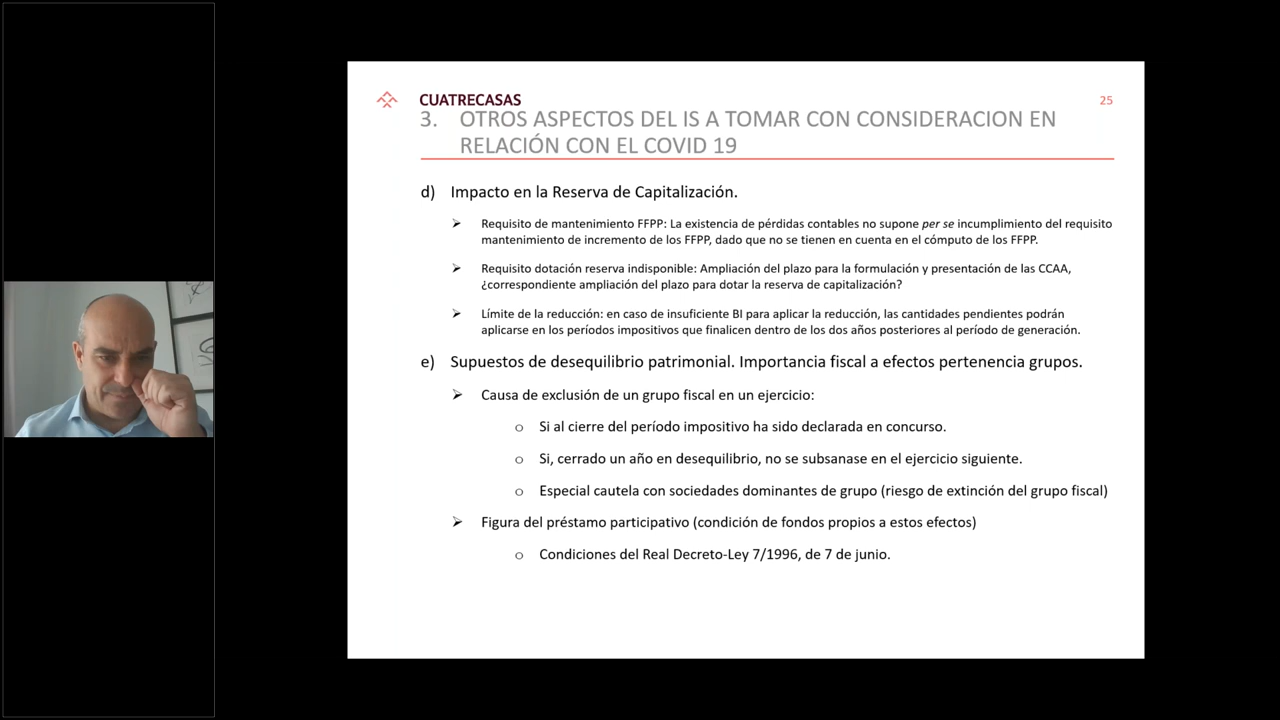 CUATRECASAS
25
3. OTROS ASPECTOS DEL IS A TOMAR CON CONSIDERACION EN
RELACIÓN CON EL COVID 19
d) Impacto en la Reserva de Capitalización.
➢ Requisito de mantenimiento FFPP: La existencia de pérdidas contables no supone per se incumplimiento del requisito
mantenimiento de incremento de los FFPP, dado que no se tienen en cuenta en el cómputo de los FFPP.
➢ Requisito dotación reserva indisponible: Ampliación del plazo para la formulación y presentación de las CCAA,
¿correspondiente ampliación del plazo para dotar la reserva de capitalización?
➢ Límite de la reducción: en caso de insuficiente BI para aplicar la reducción, las cantidades pendientes podrán
aplicarse en los períodos impositivos que finalicen dentro de los dos años posteriores al período de generación.
e) Supuestos de desequilibrio patrimonial. Importancia fiscal a efectos pertenencia grupos.
➢ Causa de exclusión de un grupo fiscal en un ejercicio:
o Si al cierre del período impositivo ha sido declarada en concurso.
o Si, cerrado un año en desequilibrio, no se subsanase en el ejercicio siguiente.
o Especial cautela con sociedades dominantes de grupo (riesgo de extinción del grupo fiscal)
➢ Figura del préstamo participativo (condición de fondos propios a estos efectos)
o Condiciones del Real Decreto-Ley 7/1996, de 7 de junio.